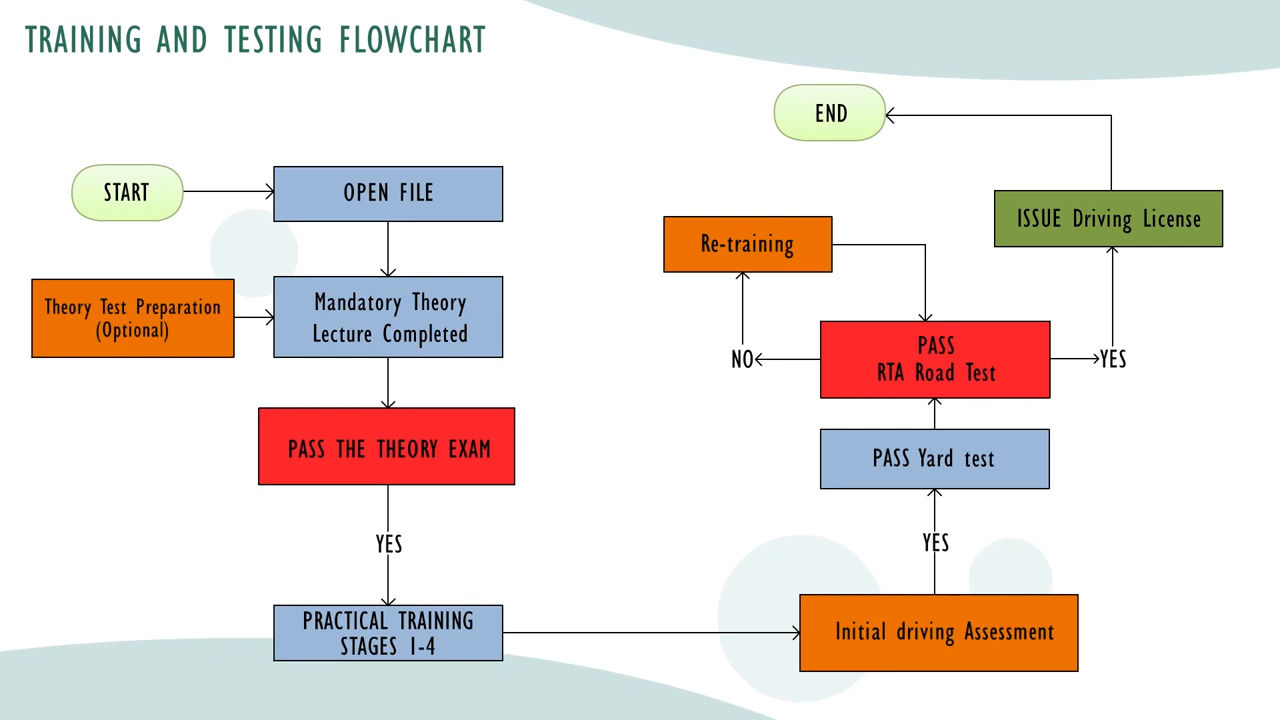 TRAINING AND TESTING FLOWCHART
START
OPEN FILE
Theory Test Preparation
(Optional)
Mandatory Theory
Lecture Completed
PASS THE THEORY EXAM
YES
PRACTICAL TRAINING
STAGES 1-4
Initial driving Assessment
YES
PASS Yard test
PASS
RTA Road Test
NO
Re-training
YES
ISSUE Driving License
END